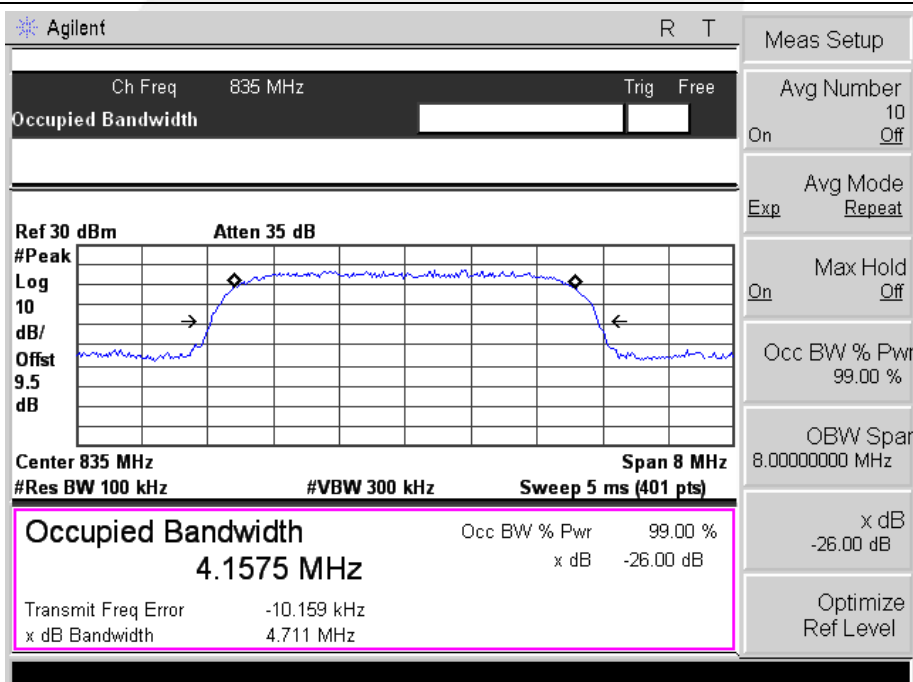 Agilent
R T
Ch Freq 835 MHz Trig Free
Occupied Bandwidth
Ref 30 dBm Atten 35 dB
#Peak
Log
10
dB/
Offst
9.5
dB
Center 835 MHz Span 8 MHz
#Res BW 100 kHz #VBW 300 kHz Sweep 5 ms (401 pts)
Occupied Bandwidth
4.1575 MHz
Occ BW % Pwr 99.00 %
x dB -26.00 dB
Transmit Freq Error -10.159 kHz
x dB Bandwidth 4.711 MHz
Meas Setup
Avg Number
10
On Off
Avg Mode
Exp Repeat
Max Hold
On Off
Occ BW % Pwr
99.00 %
OBW Spar
8.00000000 MHz
x dB
-26.00 dB
Optimize
Ref Level